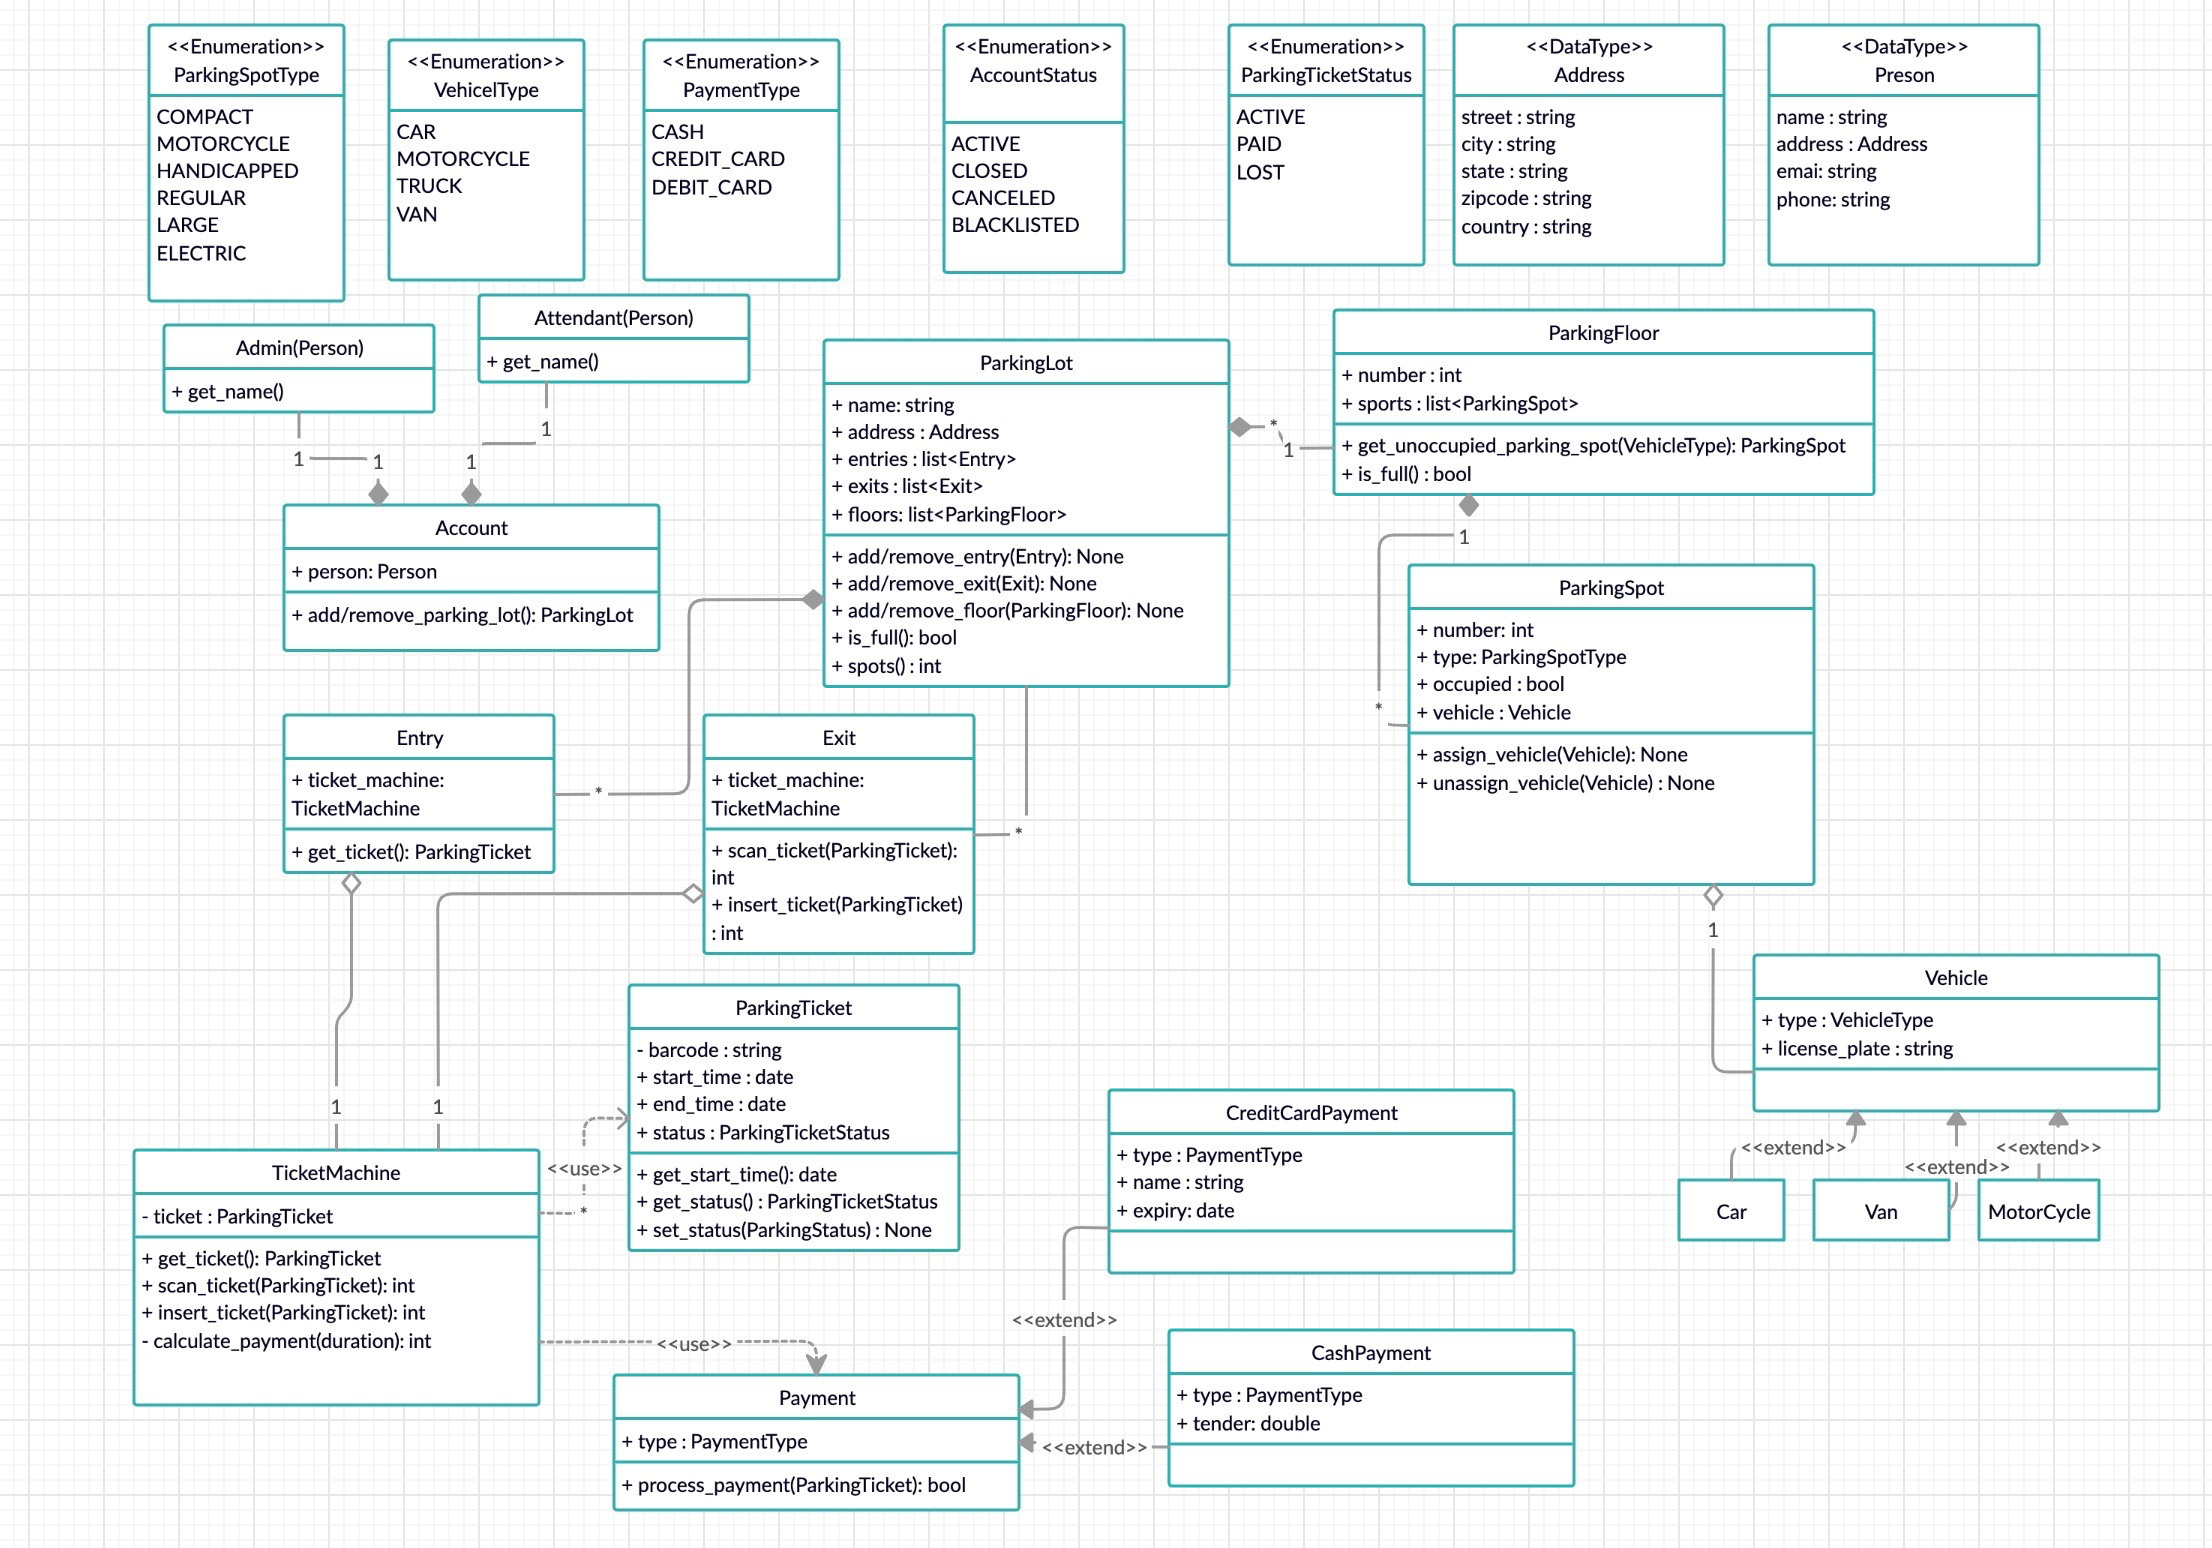 <<Enumeration>>
ParkingSpotType
COMPACT
MOTORCYCLE
HANDICAPPED
REGULAR
LARGE
ELECTRIC
<<Enumeration>>
VehicelType
CAR
MOTORCYCLE
TRUCK
VAN
<<Enumeration>>
PaymentType
CASH
CREDIT_CARD
DEBIT_CARD
<<Enumeration>>
AccountStatus
ACTIVE
CLOSED
CANCELED
BLACKLISTED
<<Enumeration>>
ParkingTicketStatus
ACTIVE
PAID
LOST
<<DataType>>
Address
street : string
city : string
state : string
zipcode : string
country : string
<<DataType>>
Preson
name : string
address : Address
emai: string
phone: string
Admin(Person)
+ get_name()
Attendant(Person)
+ get_name()
1
1
1
1
Account
+ person: Person
+ add/remove_parking_lot(): ParkingLot
ParkingLot
+ name: string
+ address : Address
+ entries : list<Entry>
+ exits : list<Exit>
+ floors: list<ParkingFloor>
+ add/remove_entry(Entry): None
+ add/remove_exit(Exit): None
+ add/remove_floor(ParkingFloor): None
+ is_full(): bool
+ spots() : int
*
1
ParkingFloor
+ number : int
+ sports : list<ParkingSpot>
+ get_unoccupied_parking_spot(VehicleType): ParkingSpot
+ is_full() : bool
1
*
ParkingSpot
+ number: int
+ type: ParkingSpotType
+ occupied : bool
+ vehicle : Vehicle
+ assign_vehicle(Vehicle): None
+ unassign_vehicle(Vehicle) : None
Entry
+ ticket_machine:
TicketMachine
+ get_ticket(): ParkingTicket
*
Exit
+ ticket_machine:
TicketMachine
+ scan_ticket(ParkingTicket):
int
+ insert_ticket(ParkingTicket)
: int
*
1
Vehicle
+ type : VehicleType
+ license_plate : string
<<extend>>
<<extend>>
<<extend>>
Car
Van
MotorCycle
1
1
TicketMachine
- ticket : ParkingTicket
+ get_ticket(): ParkingTicket
+ scan_ticket(ParkingTicket): int
+ insert_ticket(ParkingTicket): int
- calculate_payment(duration): int
<<use>>
*
ParkingTicket
- barcode : string
+ start_time : date
+ end_time : date
+ status : ParkingTicketStatus
+ get_start_time(): date
+ get_status() : ParkingTicketStatus
+ set_status(ParkingStatus) : None
<<use>>
CreditCardPayment
+ type : PaymentType
+ name : string
+ expiry: date
<<extend>>
CashPayment
+ type : PaymentType
+ tender: double
<<extend>>
Payment
+ type : PaymentType
+ process_payment(ParkingTicket): bool